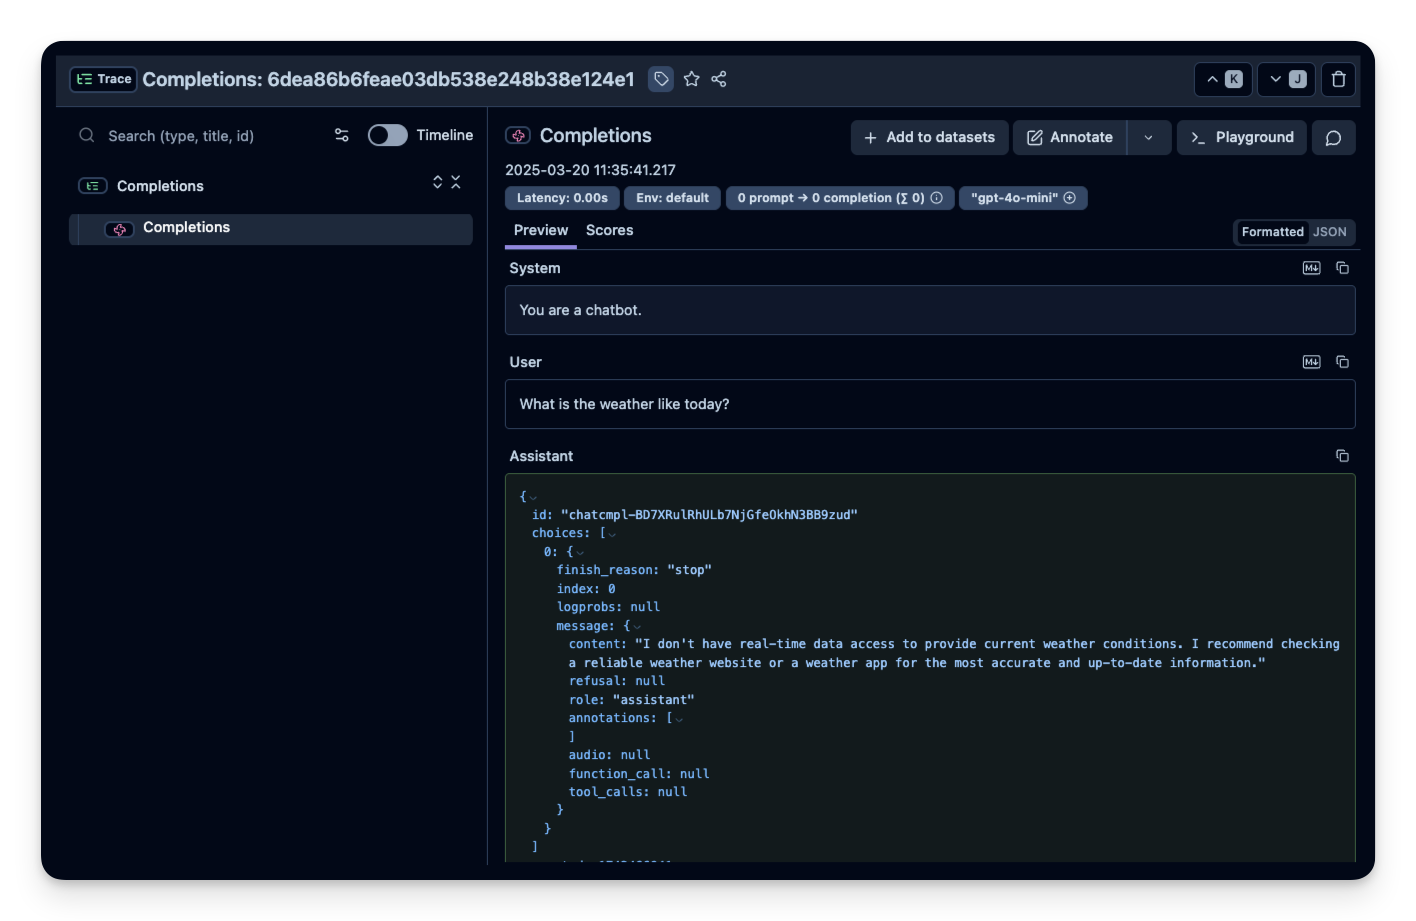 Trace Completions: 6dea86b6feae03db538e248b38e124e1 K J
Search (type, title, id) Timeline
Completions
Completions
Completions
Add to datasets Annotate Playground
2025-03-20 11:35:41.217
Latency: 0.00s Env: default 0 prompt → 0 completion (∑ 0) "gpt-4o-mini"
Preview Scores Formatted JSON
System
You are a chatbot.
User
What is the weather like today?
Assistant
{
id: "chatcmpl-BD7XRulRhULb7NjGfeOkhN3BB9zud"
choices: [
0: {
finish_reason: "stop"
index: 0
logprobs: null
message: {
content: "I don't have real-time data access to provide current weather conditions. I recommend checking
a reliable weather website or a weather app for the most accurate and up-to-date information."
refusal: null
role: "assistant"
annotations: [
]
audio: null
function_call: null
tool_calls: null
}
}
]